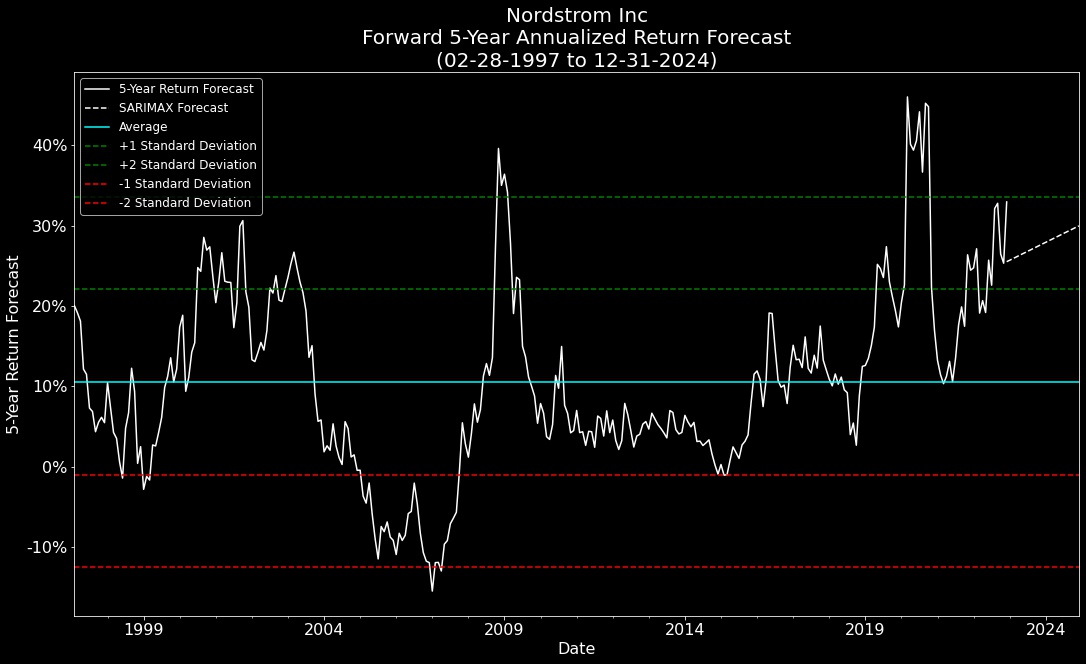 Nordstrom Inc
Forward 5-Year Annualized Return Forecast
(02-28-1997 to 12-31-2024)
5-Year Return Forecast
SARIMAX Forecast
Average
+1 Standard Deviation
+2 Standard Deviation
-1 Standard Deviation
-2 Standard Deviation
5-Year Return Forecast
40%
30%
20%
10%
0%
-10%
1999
2004
2009
2014
2019
2024
Date